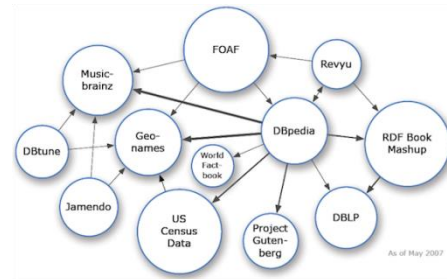 FOAF
Music-
brainz
Revyu
DBpedia
DBtune
Geo-
names
World
Fact-
book
RDF Book
Mashup
Jamendo
US
Census
Data
Project
Guten-
berg
DBLP
As of May 2007